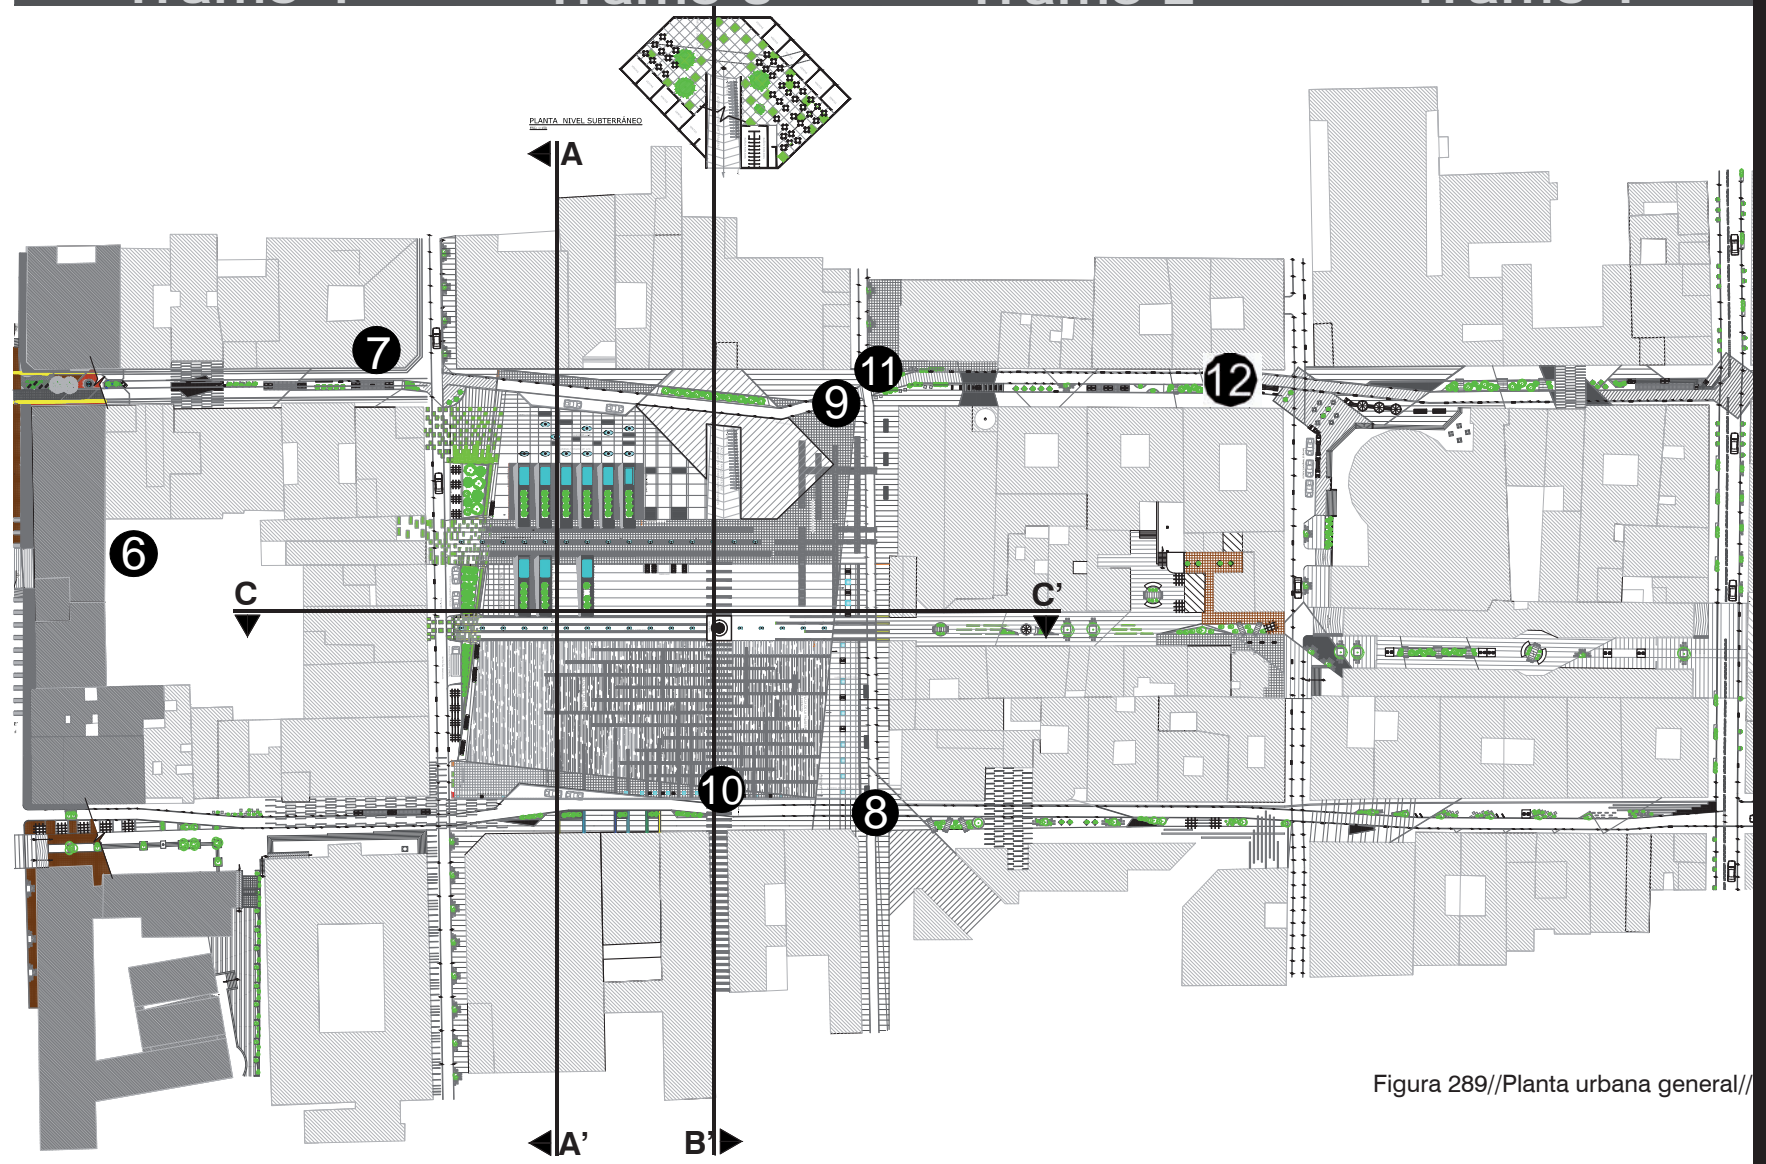 PLANTA NIVEL SUBTERRÁNEO
A
7
11
12
9
6
C
C'
10
8
Figura 289//Planta urbana general//
A'
B'